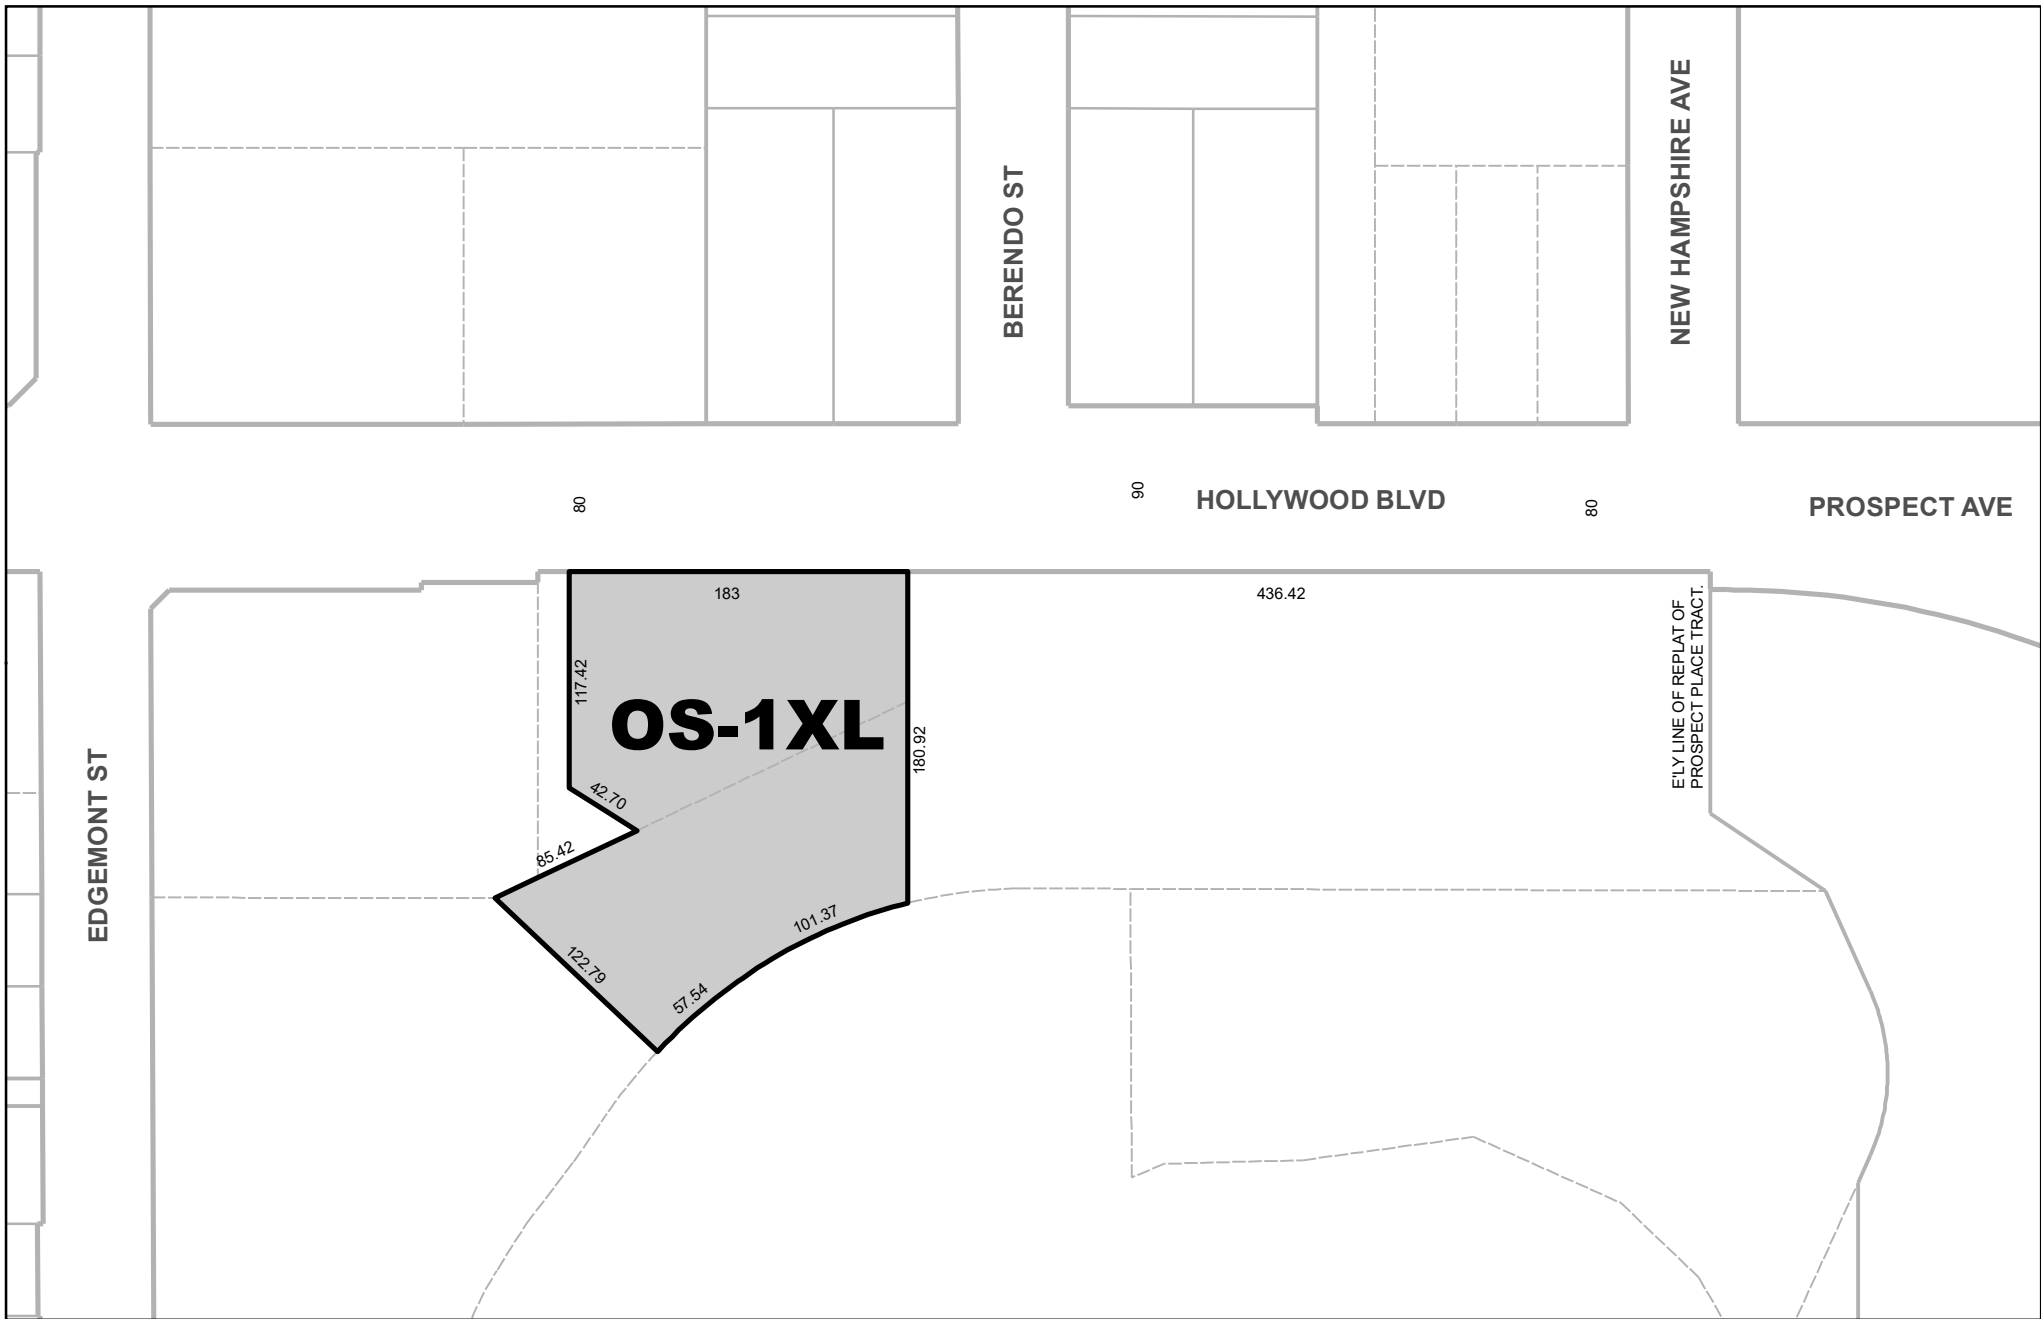 NEW HAMPSHIRE AVE
BERENDO ST
80
90
HOLLYWOOD BLVD
80
PROSPECT AVE
183
436.42
E'LY LINE OF REPLAT OF
PROSPECT PLACE TRACT.
117.42
OS-1XL
180.92
42.70
85.42
EDGEMONT ST
101.37
122.79
57.54